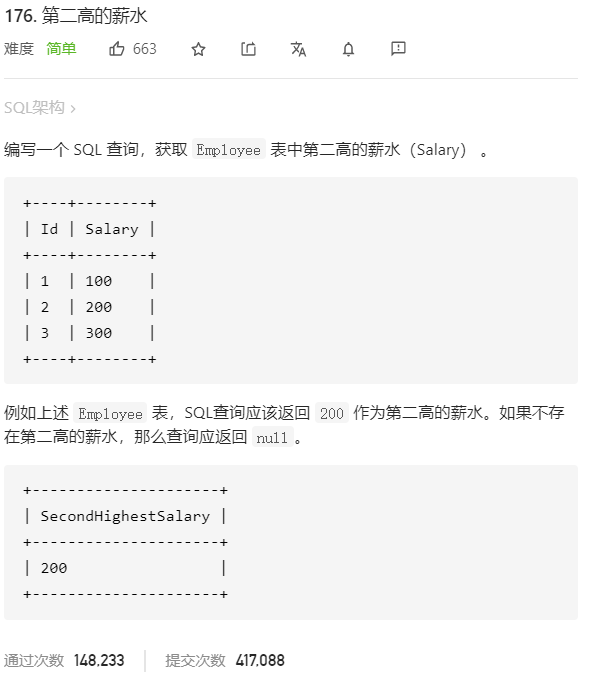 176. 第二高的薪水
难度 简单 663
SQL架构 >
编写一个 SQL 查询，获取 Employee 表中第二高的薪水（Salary） 。
+----+--------+
| Id | Salary |
+----+--------+
| 1  | 100    |
| 2  | 200    |
| 3  | 300    |
+----+--------+
例如上述 Employee 表，SQL查询应该返回 200 作为第二高的薪水。如果不存
在第二高的薪水，那么查询应返回 null。
+---------------------+
| SecondHighestSalary |
+---------------------+
| 200                 |
+---------------------+
通过次数 148,233 提交次数 417,088